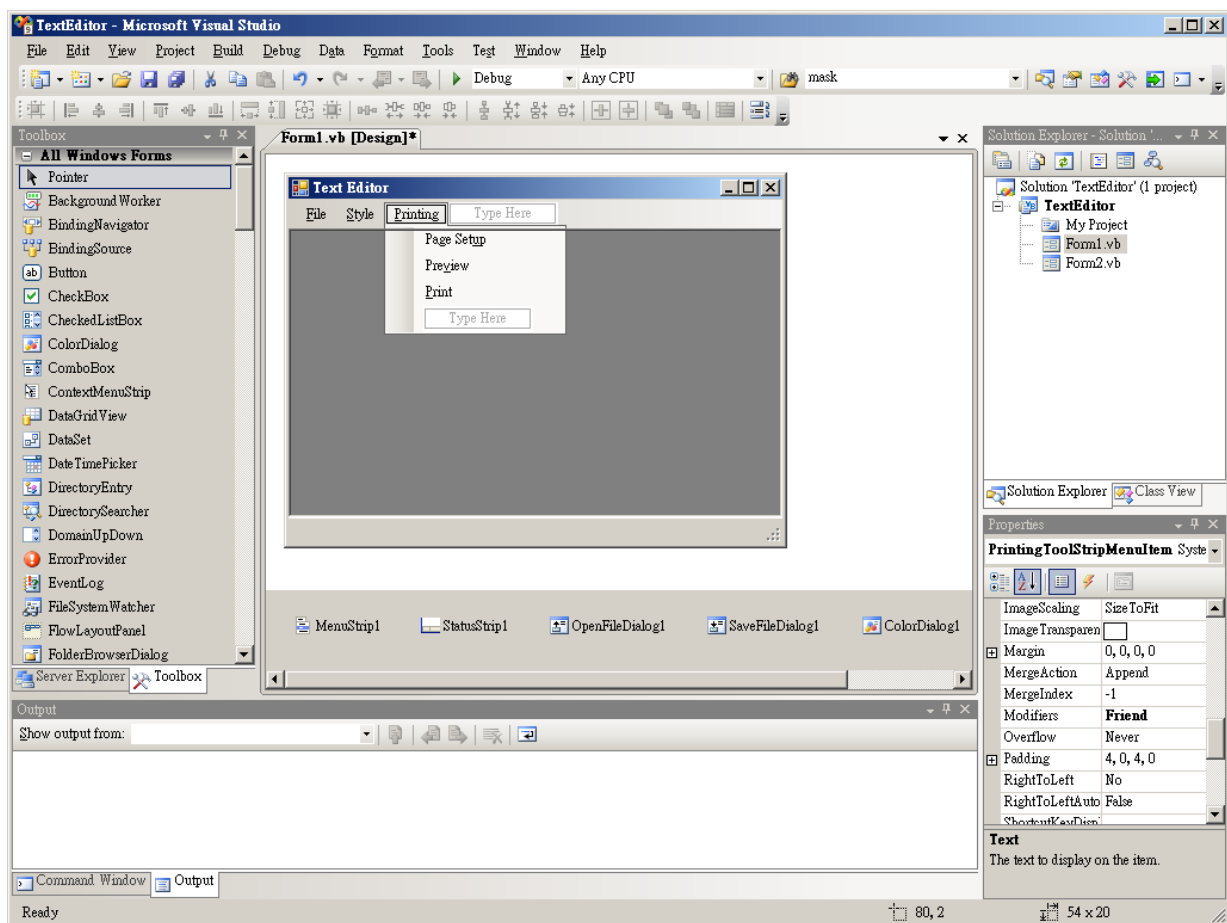 TextEditor - Microsoft Visual Studio
File Edit View Project Build Debug Data Format Tools Test Window Help
Debug Any CPU mask
Toolbox
All Windows Forms
Pointer
BackgroundWorker
BindingNavigator
BindingSource
Button
CheckBox
CheckedListBox
ColorDialog
ComboBox
ContextMenuStrip
DataGridView
DataSet
DateTimePicker
DirectoryEntry
DirectorySearcher
DomainUpDown
ErrorProvider
EventLog
FileSystemWatcher
FlowLayoutPanel
FolderBrowserDialog
Server Explorer Toolbox
Form1.vb [Design]*
Text Editor
File Style Printing Type Here
Page Setup
Preview
Print
Type Here
MenuStrip1 StatusStrip1 OpenFileDialog1 SaveFileDialog1 ColorDialog1
Solution Explorer - Solution '...
Solution 'TextEditor' (1 project)
TextEditor
My Project
Form1.vb
Form2.vb
Solution Explorer Class View
Properties
PrintingToolStripMenuItem Syste
ImageScaling SizeToFit
ImageTransparen
Margin 0, 0, 0, 0
MergeAction Append
MergeIndex -1
Modifiers Friend
Overflow Never
Padding 4, 0, 4, 0
RightToLeft No
RightToLeftAuto False
Text
The text to display on the item.
Output
Show output from:
Command Window Output
Ready 80, 2 54 x 20